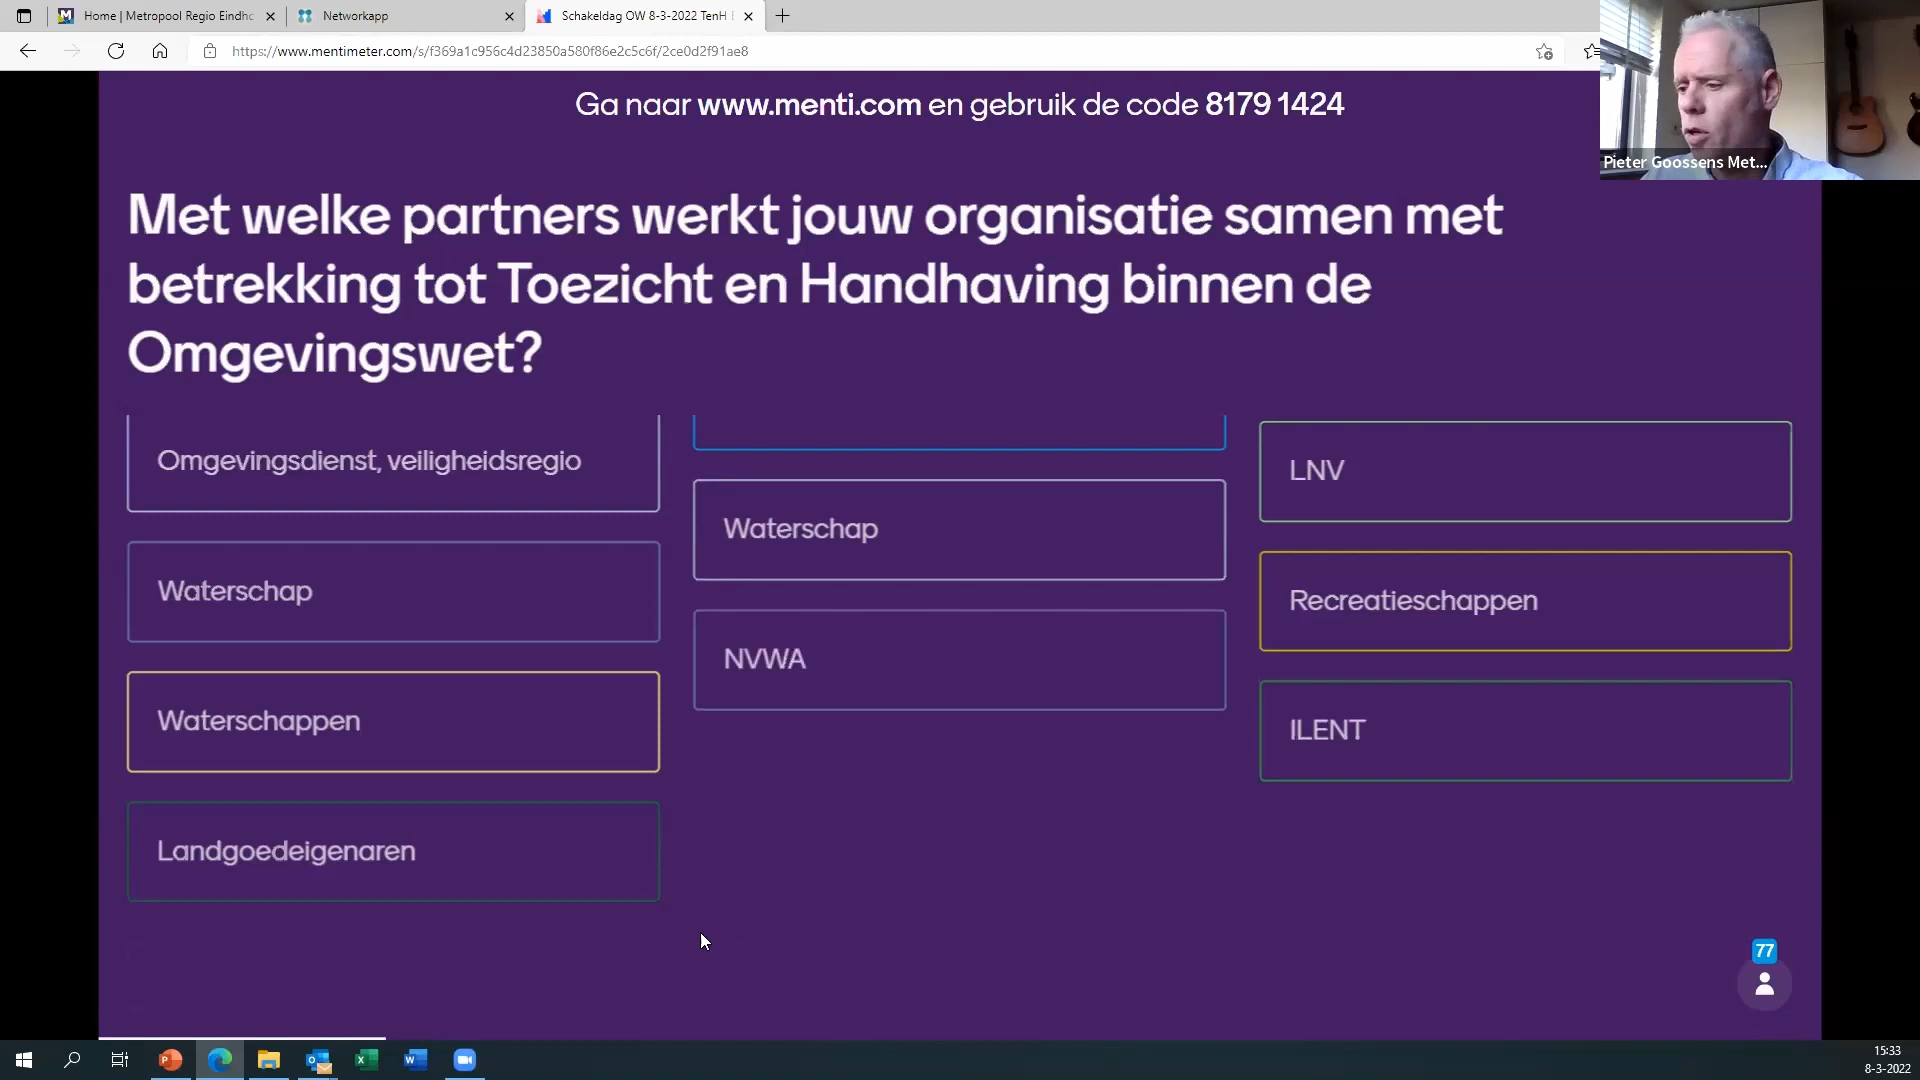 Home | Metropool Regio Eindho
Networkapp
Schakeldag OW 8-3-2022 TenH E
https://www.mentimeter.com/s/f369a1c956c4d23850a580f86e2c5c6f/2ce0d2f91ae8
Pieter Goossens Met...
Ga naar www.menti.com en gebruik de code 8179 1424
Met welke partners werkt jouw organisatie samen met
betrekking tot Toezicht en Handhaving binnen de
Omgevingswet?
Omgevingsdienst, veiligheidsregio
Waterschap
Waterschappen
Landgoedeigenaren
Waterschap
NVWA
LNV
Recreatieschappen
ILENT
77
15:33
8-3-2022